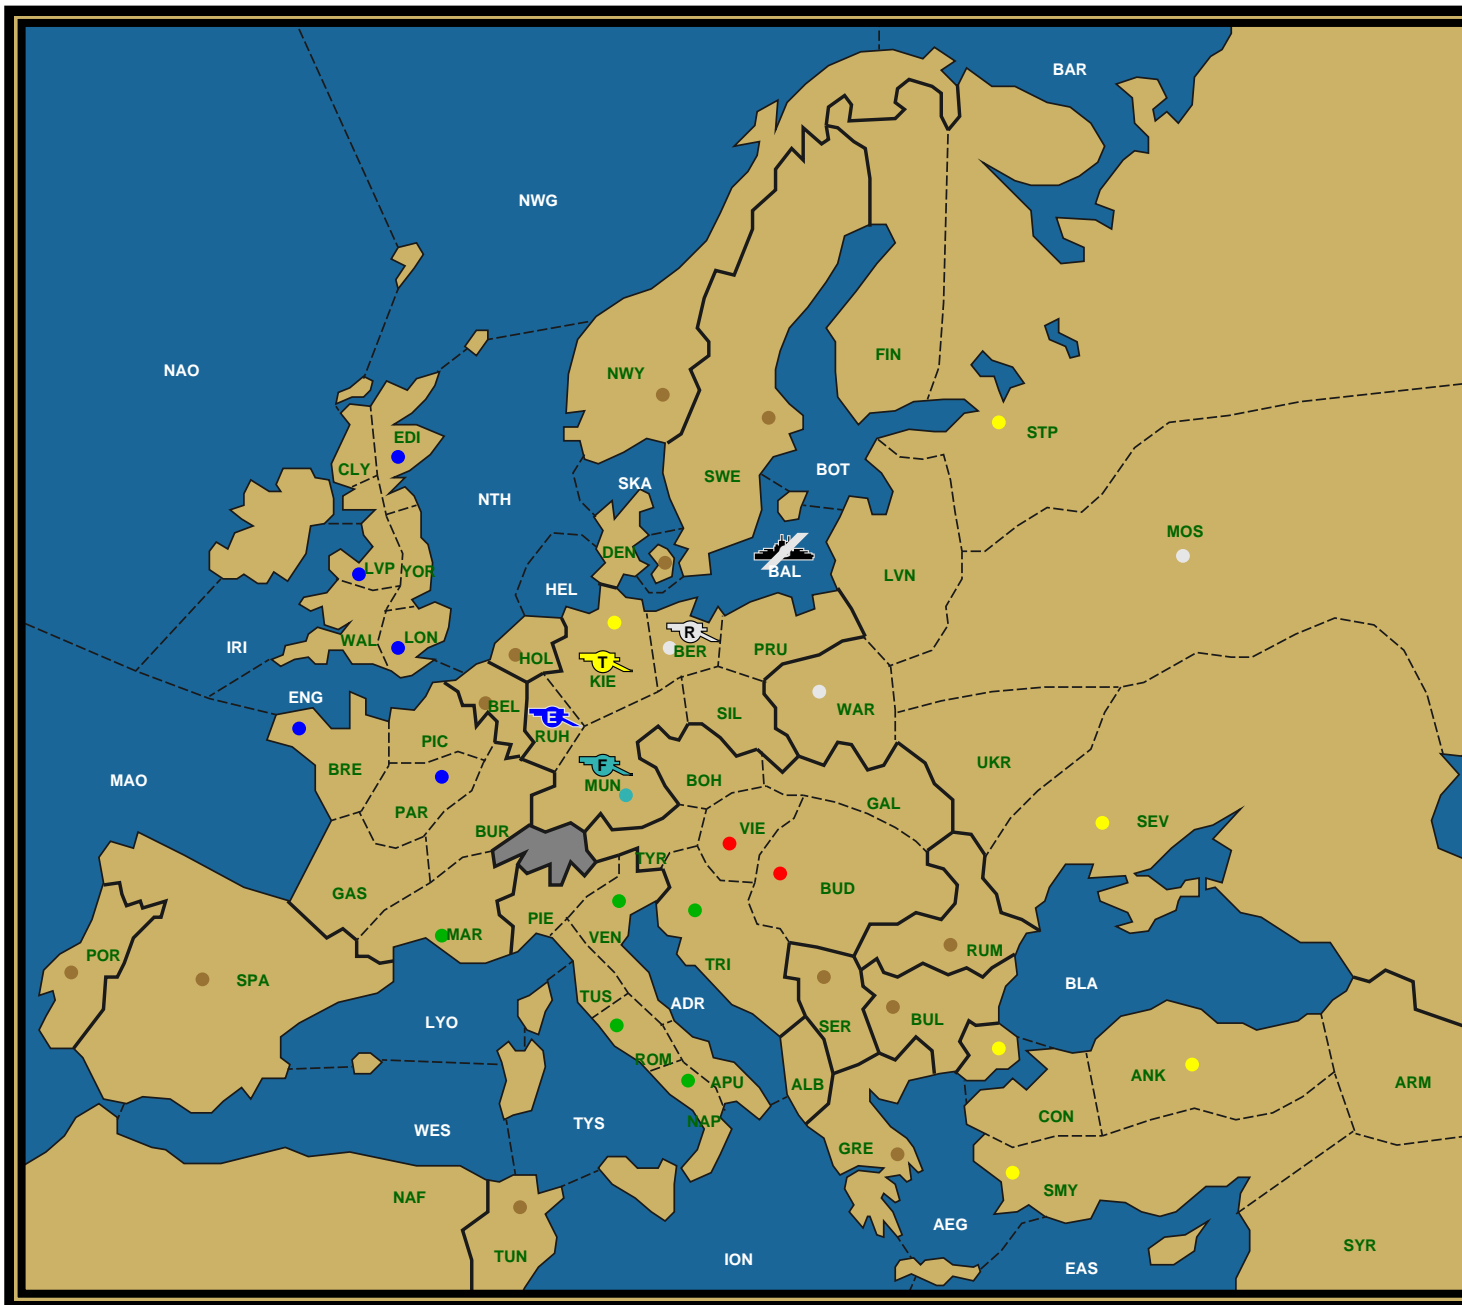 BAR
NWG
NAO
FIN
NWY
STP
EDI
CLY
BOT
SWE
SKA
NTH
MOS
DEN
BAL
LVN
LVP
YOR
HEL
R
WAL
LON
IRI
BER
PRU
HOL
T
KIE
ENG
BEL
E
RUH
SIL
WAR
PIC
UKR
F
BRE
MUN
BOH
MAO
GAL
PAR
SEV
BUR
VIE
TYR
BUD
GAS
PIE
MAR
VEN
RUM
POR
SPA
TRI
BLA
TUS
ADR
LYO
BUL
SER
ROM
ANK
APU
ALB
ARM
CON
NAP
TYS
WES
GRE
SMY
NAF
AEG
SYR
TUN
ION
EAS